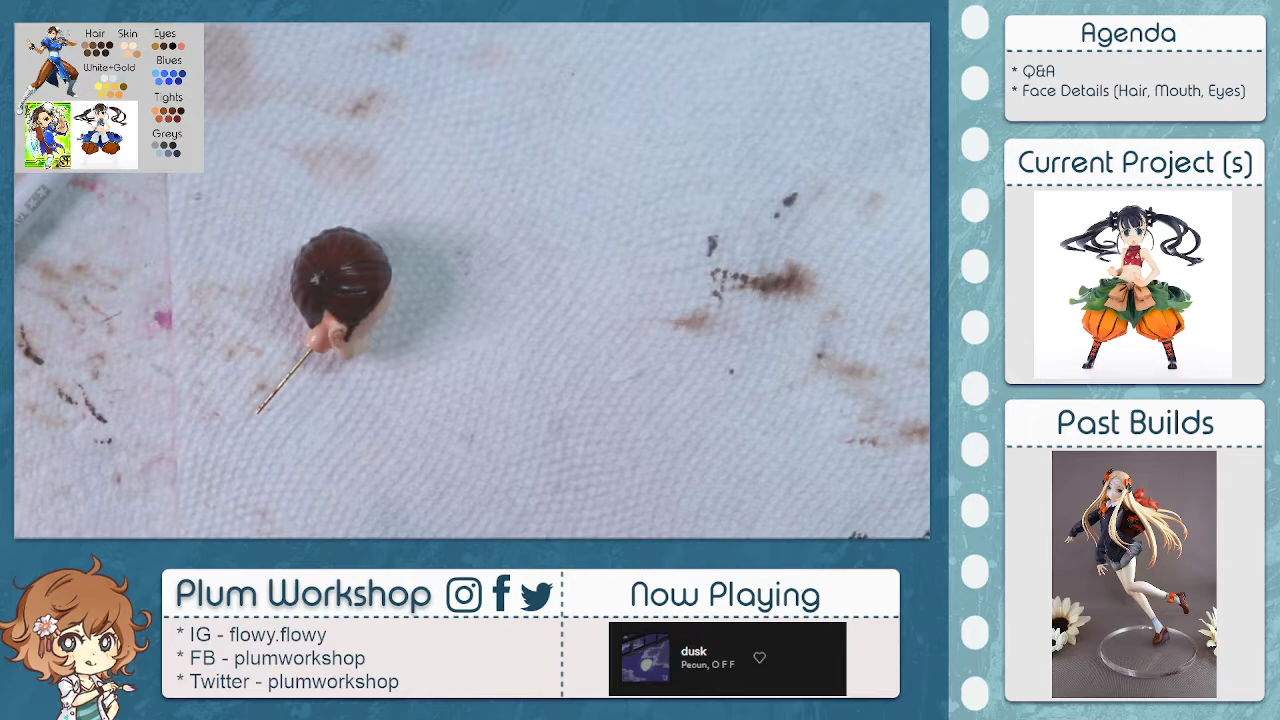 Hair Skin Eyes
White+Gold
Blues
Tights
Greys
Agenda
* Q&A
* Face Details (Hair, Mouth, Eyes)
Current Project (s)
Past Builds
Plum Workshop
* IG - flowy.flowy
* FB - plumworkshop
* Twitter - plumworkshop
Now Playing
dusk
Pecun, O F F